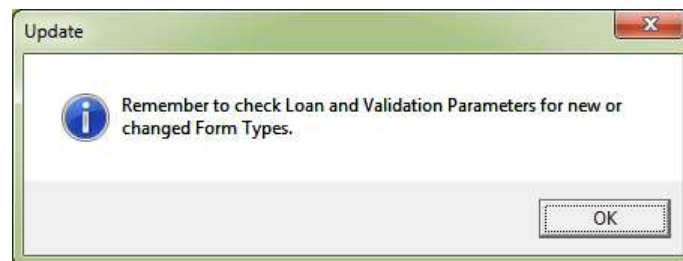 Update
Remember to check Loan and Validation Parameters for new or
changed Form Types.
OK